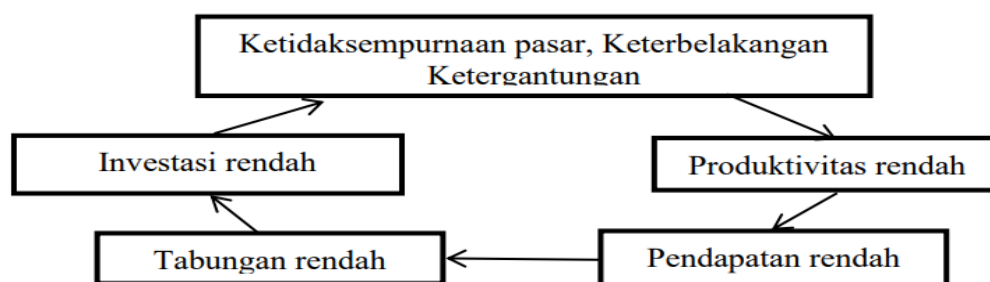 Ketidaksempurnaan pasar, Keterbelakangan
Ketergantungan
Investasi rendah
Produktivitas rendah
Tabungan rendah
Pendapatan rendah